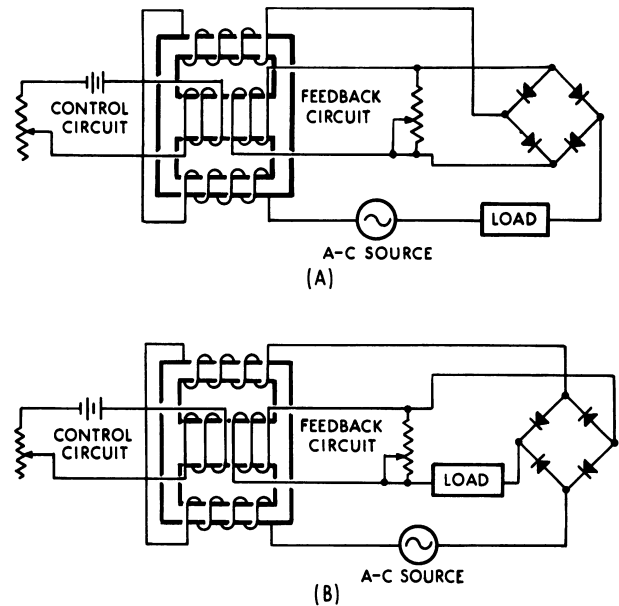 CONTROL
CIRCUIT
FEEDBACK
CIRCUIT
LOAD
A-C SOURCE
(A)
CONTROL
CIRCUIT
FEEDBACK
CIRCUIT
LOAD
A-C SOURCE
(B)